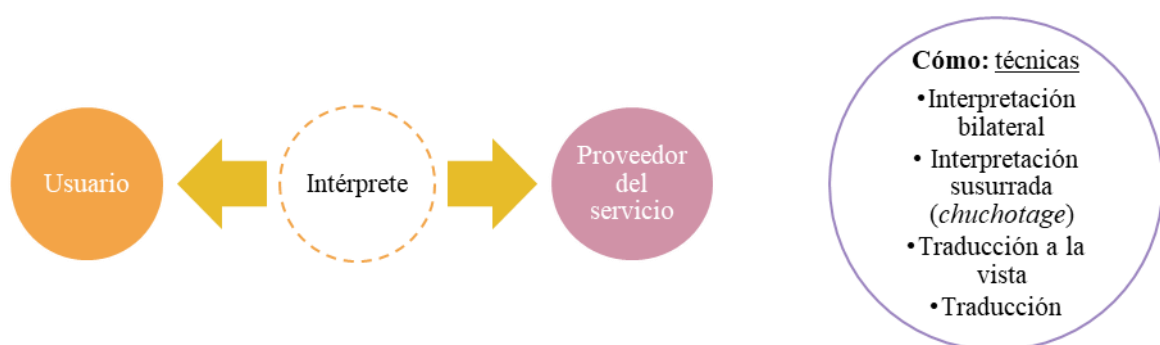 Usuario
Intérprete
Proveedor
del
servicio
Cómo: técnicas
•Interpretación
bilateral
• Interpretación
susurrada
(chuchotage)
•Traducción a la
vista
•Traducción